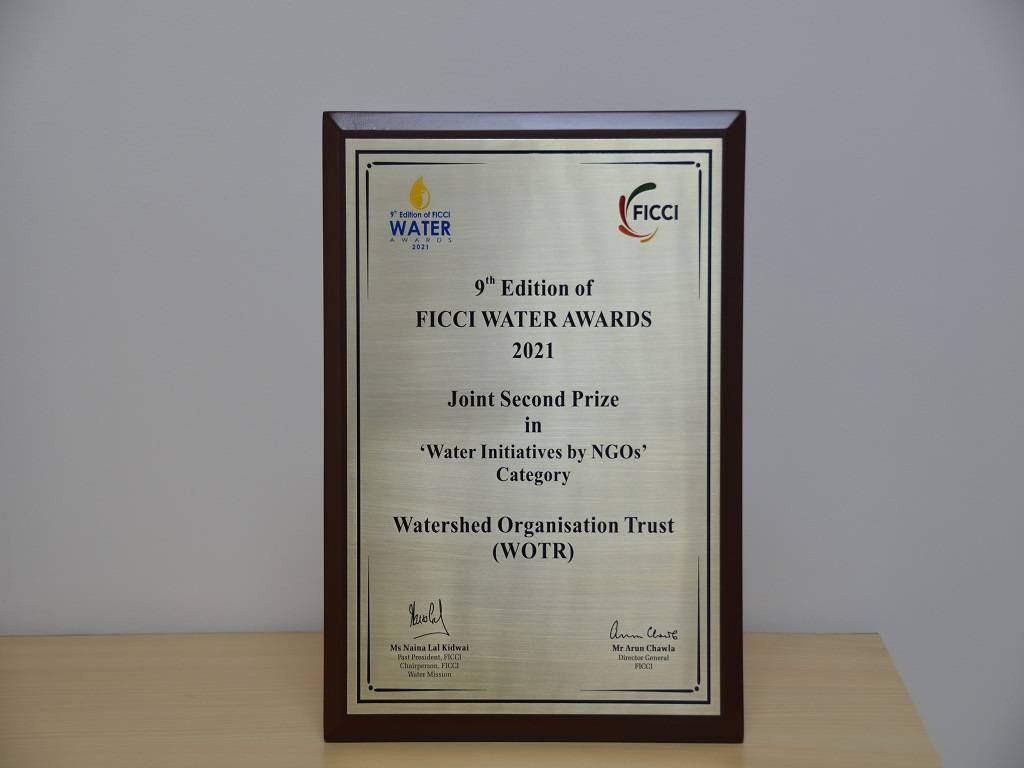 9th Edition of FICCI
WATER
AWARDS
2021
FICCI
9th Edition of
FICCI WATER AWARDS
2021
Joint Second Prize
in
‘Water Initiatives by NGOs’
Category
Watershed Organisation Trust
(WOTR)
Ms Naina Lal Kidwai
Past President, FICCI
Chairperson, FICCI
Water Mission
Arun Chawla
Mr Arun Chawla
Director General
FICCI